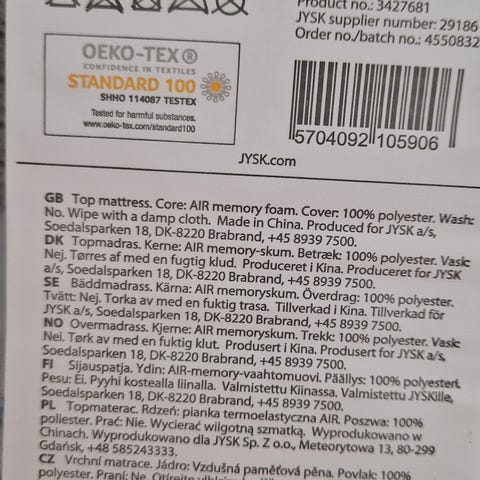 Product no.: 3427681
JYSK supplier number: 29186
Order no./batch no.: 4550832
OEKO-TEX®
CONFIDENCE IN TEXTILES
STANDARD 100
SHHO 114087 TESTEX
Tested for harmful substances.
www.oeko-tex.com/standard100
5704092 105906
JYSK.com
GB Top mattress. Core: AIR memory foam. Cover: 100% polyester. Wash:
No. Wipe with a damp cloth. Made in China. Produced for JYSK a/s,
Soedalsparken 18, DK-8220 Brabrand, +45 8939 7500.
DK Topmadras. Kerne: AIR memory-skum. Betræk: 100% polyester. Vask:
Nej. Tørres af med en fugtig klud. Produceret i Kina. Produceret for JYSK
a/s, Soedalsparken 18, DK-8220 Brabrand, +45 8939 7500.
SE Bäddmadrass. Kärna: AIR memoryskum. Överdrag: 100% polyester.
Tvätt: Nej. Torka av med en fuktig trasa. Tillverkad i Kina. Tillverkad för
JYSK a/s, Soedalsparken 18, DK-8220 Brabrand, +45 8939 7500.
NO Overmadrass. Kjerne: AIR memoryskum. Trekk: 100% polyester. Vask:
Nei. Tørk av med en fuktig klut. Produsert i Kina. Produsert for JYSK a/s,
Soedalsparken 18, DK-8220 Brabrand, +45 8939 7500.
FI Sijauspatja. Ydin: AIR-memory-vaahtomuovi. Päällys: 100% polyesteri.
Pesu: Ei. Pyyhi kostealla liinalla. Valmistettu Kiinassa. Valmistettu JYSKille,
Soedalsparken 18, DK-8220 Brabrand, +45 8939 7500.
PL Topmaterac. Rdzeń: pianka termoelastyczna AIR. Poszwa: 100%
poliester. Prać: Nie. Wycierać wilgotną szmatką. Wyprodukowano w
Chinach. Wyprodukowano dla JYSK Sp. Z o.o., Meteorytowa 13, 80-299
Gdańsk, +48 585243333.
CZ Vrchní matrace. Jádro: Vzdušná paměťová pěna. Povlak: 100%
polyester. Praní: Ne. Otírejte